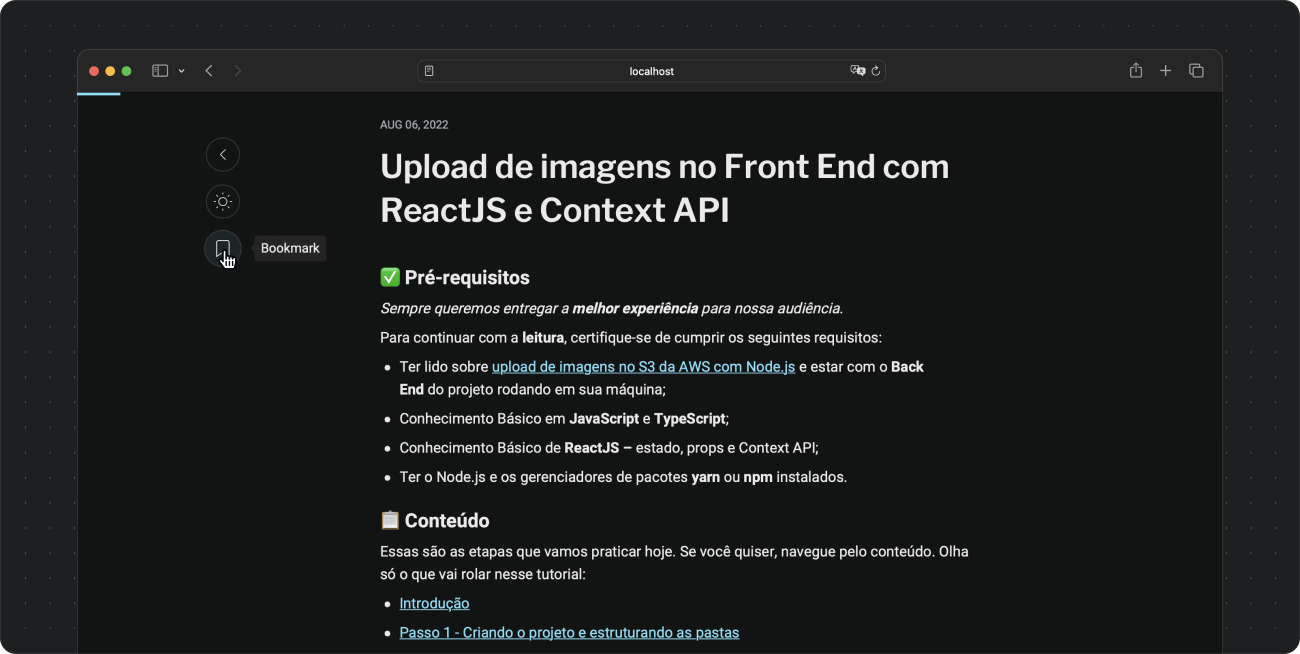 localhost
AUG 06, 2022
Upload de imagens no Front End com
ReactJS e Context API
Bookmark
✅ Pré-requisitos
Sempre queremos entregar a melhor experiência para nossa audiência.
Para continuar com a leitura, certifique-se de cumprir os seguintes requisitos:
• Ter lido sobre upload de imagens no S3 da AWS com Node.js e estar com o Back
End do projeto rodando em sua máquina;
• Conhecimento Básico em JavaScript e TypeScript;
• Conhecimento Básico de ReactJS – estado, props e Context API;
• Ter o Node.js e os gerenciadores de pacotes yarn ou npm instalados.
📋 Conteúdo
Essas são as etapas que vamos praticar hoje. Se você quiser, navegue pelo conteúdo. Olha
só o que vai rolar nesse tutorial:
• Introdução
• Passo 1 - Criando o projeto e estruturando as pastas